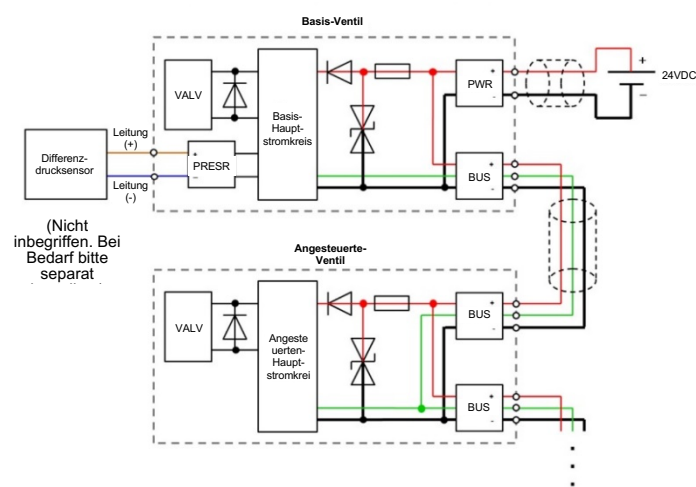 Basis-Ventil
VALV
Basis-
Haupt
stromkreis
+
PWR
-
+
24VDC
−
Differenz-
drucksensor
Leitung
(+)
Leitung
(-)
+
PRESR
−
+
BUS
-
(Nicht
inbegriffen. Bei
Bedarf bitte
separat
Angesteuerte-
Ventil
VALV
Angeste
uerten-
Haupt-
stromkrei
+
BUS
-
+
BUS
-